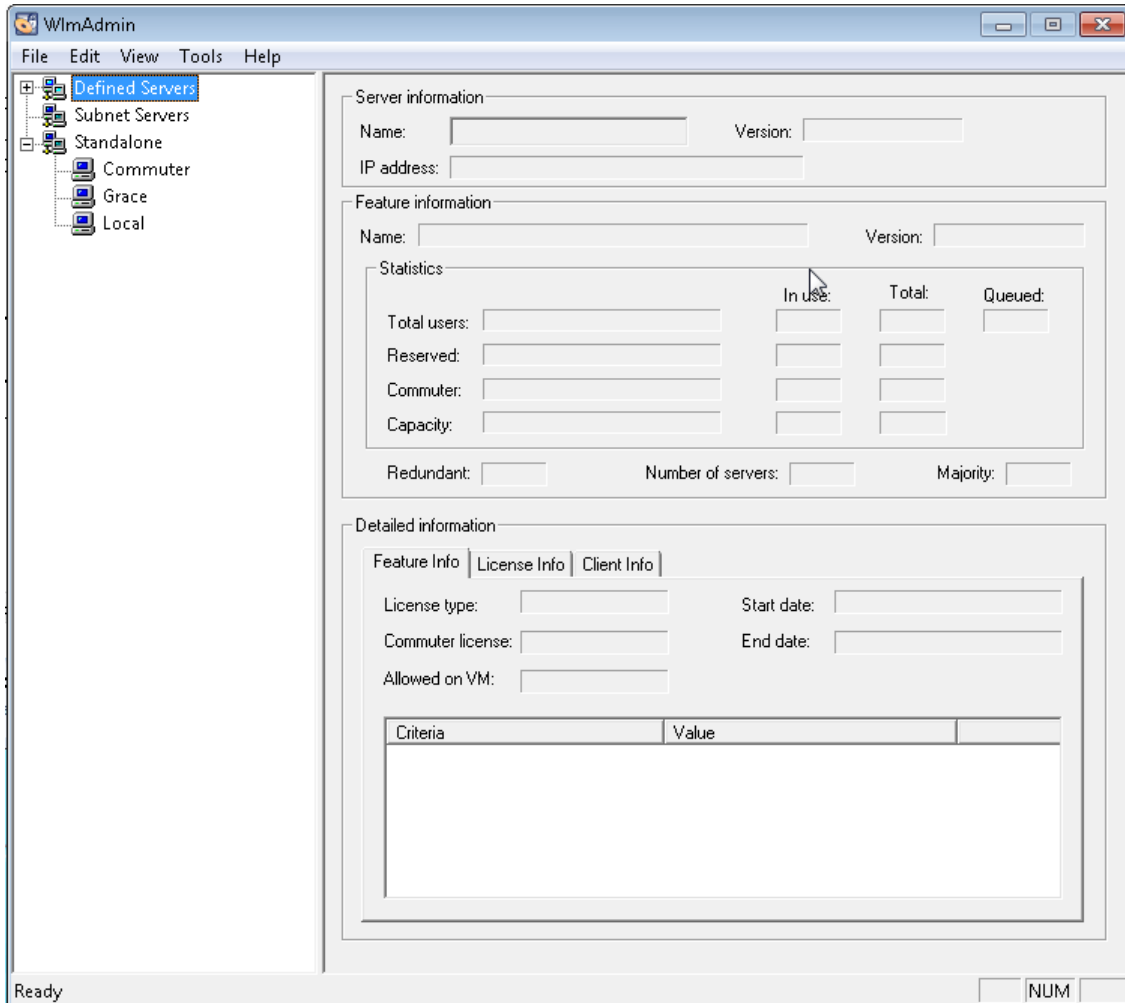 WlmAdmin
File Edit View Tools Help
Defined Servers
Subnet Servers
Standalone
Commuter
Grace
Local
Server information
Name: Version:
IP address:
Feature information
Name: Version:
Statistics
In use: Total: Queued:
Total users:
Reserved:
Commuter:
Capacity:
Redundant: Number of servers: Majority:
Detailed information
Feature Info License Info Client Info
License type: Start date:
Commuter license: End date:
Allowed on VM:
Criteria Value
Ready NUM